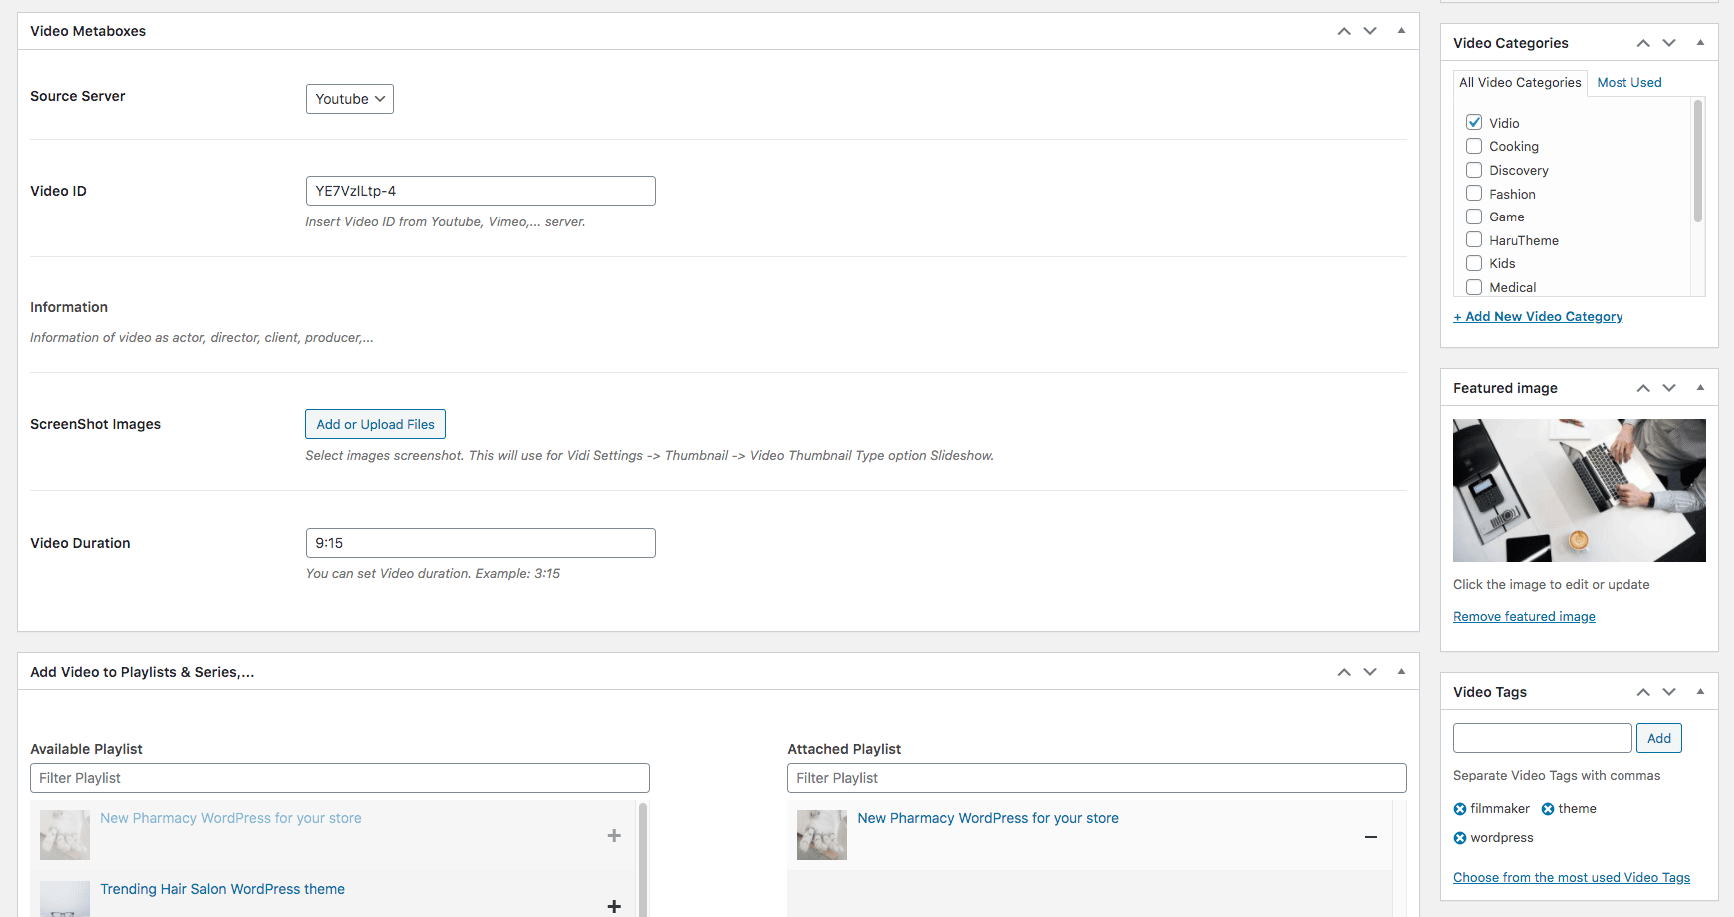 Video Metaboxes
Source Server
Youtube
Video ID
YE7VzlLtp-4
Insert Video ID from Youtube, Vimeo,... server.
Information
Information of video as actor, director, client, producer,...
ScreenShot Images
Add or Upload Files
Select images screenshot. This will use for Vidi Settings -> Thumbnail -> Video Thumbnail Type option Slideshow.
Video Duration
9:15
You can set Video duration. Example: 3:15
Add Video to Playlists & Series,...
Available Playlist
Filter Playlist
New Pharmacy WordPress for your store
Trending Hair Salon WordPress theme
Attached Playlist
Filter Playlist
New Pharmacy WordPress for your store
Video Categories
All Video Categories
Most Used
Vidio
Cooking
Discovery
Fashion
Game
HaruTheme
Kids
Medical
+ Add New Video Category
Featured image
Click the image to edit or update
Remove featured image
Video Tags
Add
Separate Video Tags with commas
filmmaker theme
wordpress
Choose from the most used Video Tags